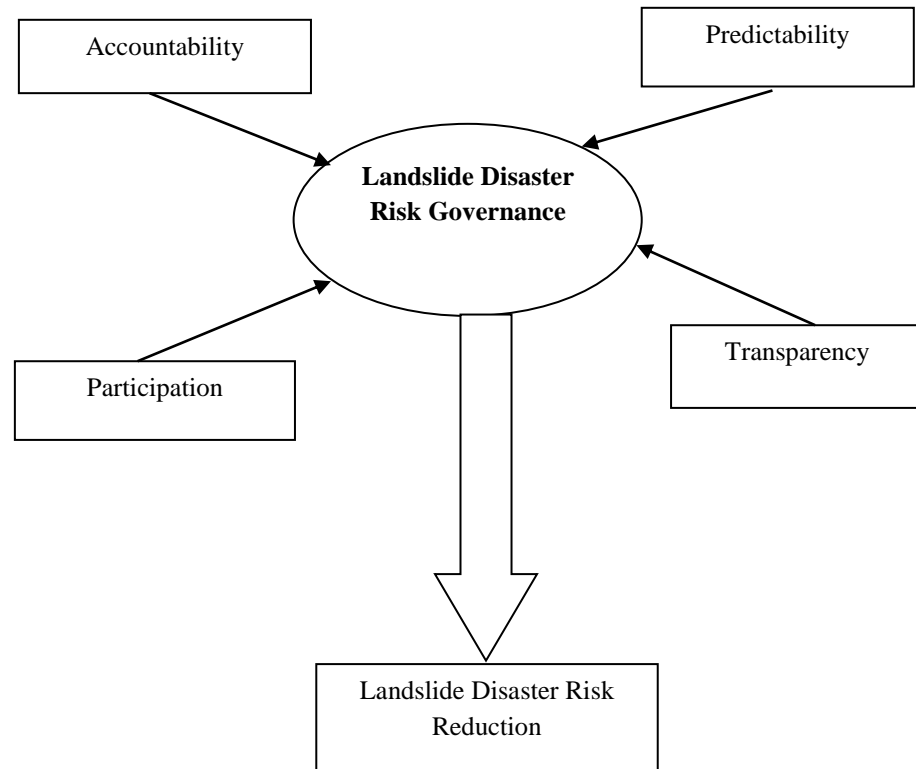 Accountability
Predictability
Landslide Disaster
Risk Governance
Participation
Transparency
Landslide Disaster Risk
Reduction